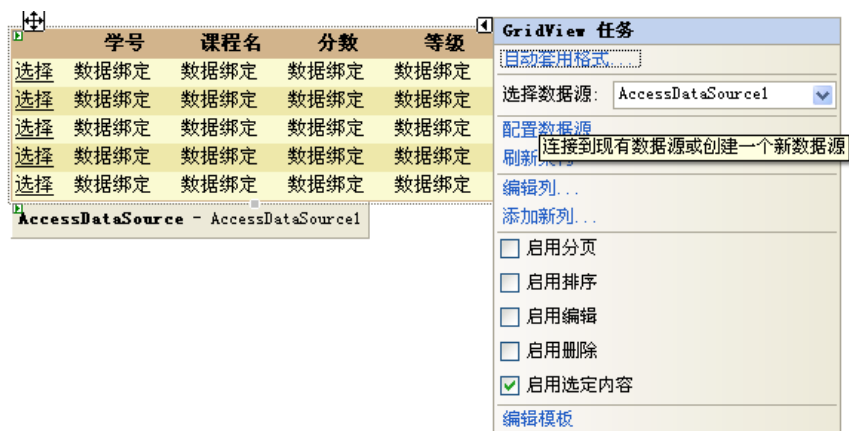 学号 课程名 分数 等级
选择 数据绑定 数据绑定 数据绑定 数据绑定
选择 数据绑定 数据绑定 数据绑定 数据绑定
选择 数据绑定 数据绑定 数据绑定 数据绑定
选择 数据绑定 数据绑定 数据绑定 数据绑定
选择 数据绑定 数据绑定 数据绑定 数据绑定
AccessDataSource - AccessDataSource1
GridView 任务
自动套用格式...
选择数据源: AccessDataSource1
配置数据源
连接到现有数据源或创建一个新数据源
刷新
编辑列...
添加新列...
启用分页
启用排序
启用编辑
启用删除
启用选定内容
编辑模板